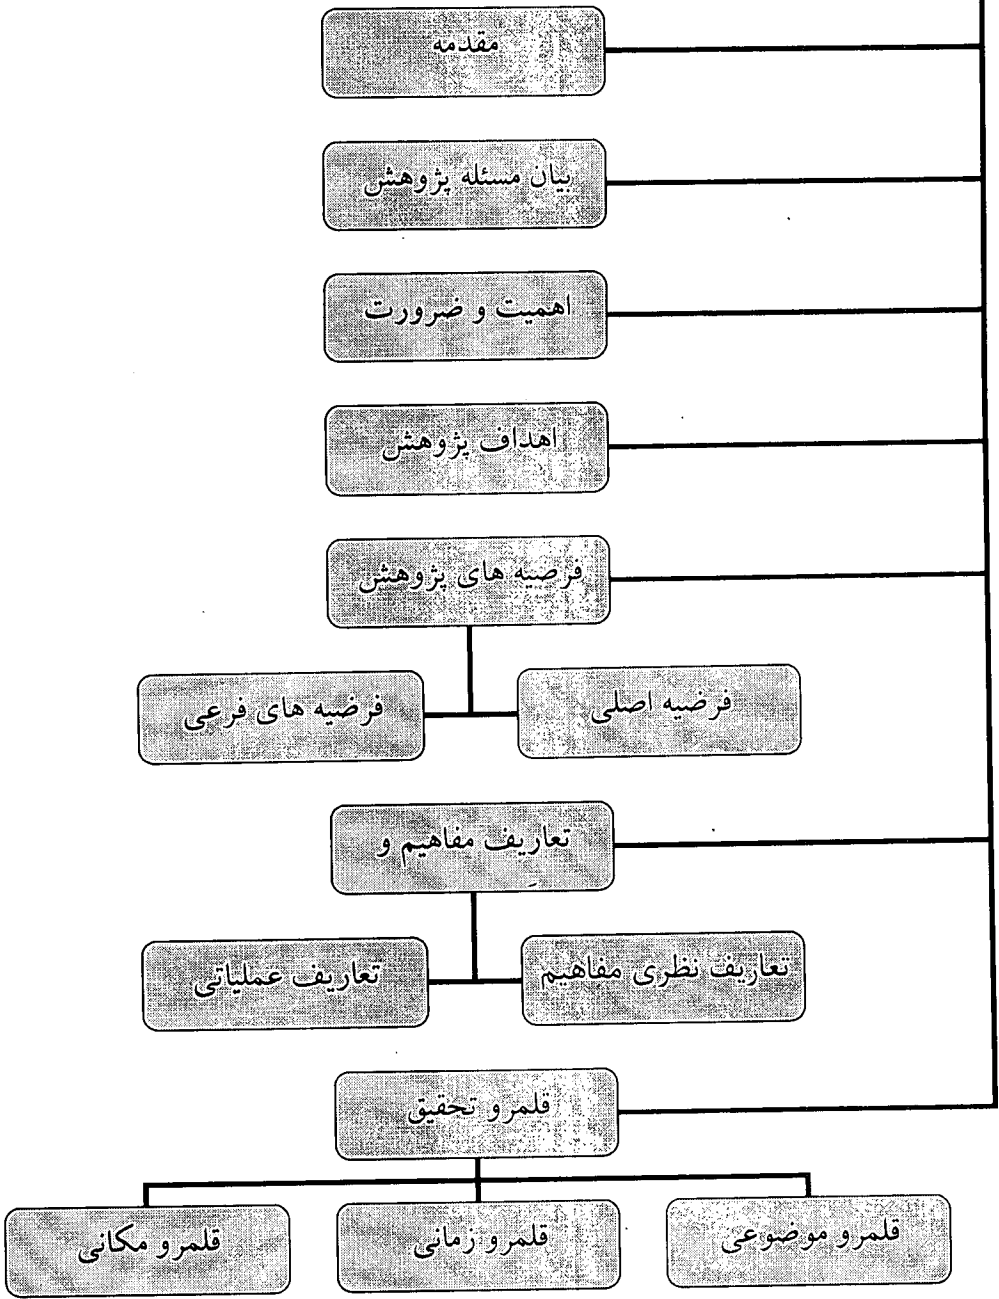 مقدمه
بیان مسئله پژوهش
اهمیت و ضرورت
اهداف پژوهش
فرصیه های پژوهش
فرضیه اصلی
فرضیه های فرعی
تعاریف مفاهیم و
تعاریف نظری مفاهیم
تعاریف عملیاتی
قلمرو تحقیق
قلمرو موضوعی
قلمرو زمانی
قلمرو مکانی